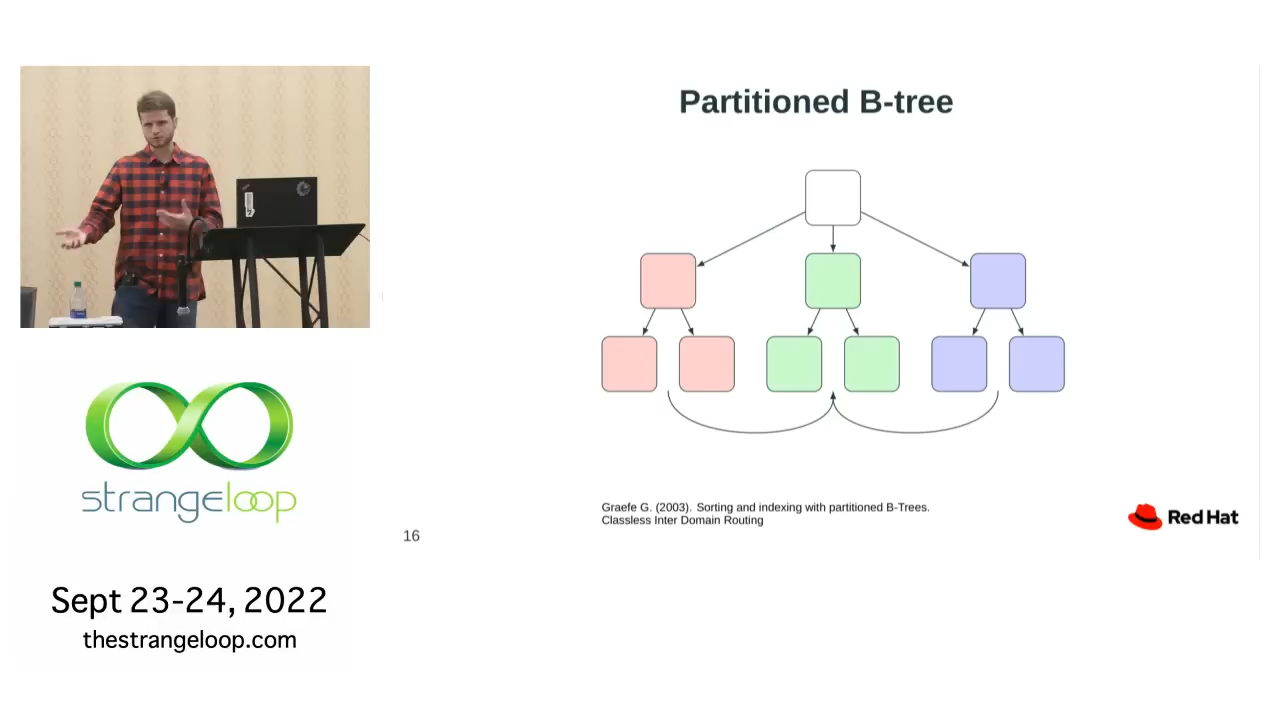 Partitioned B-tree
Graefe G. (2003). Sorting and indexing with partitioned B-Trees.
Classless Inter Domain Routing
Red Hat
16
strangeloop
Sept 23-24, 2022
thestrangeloop.com